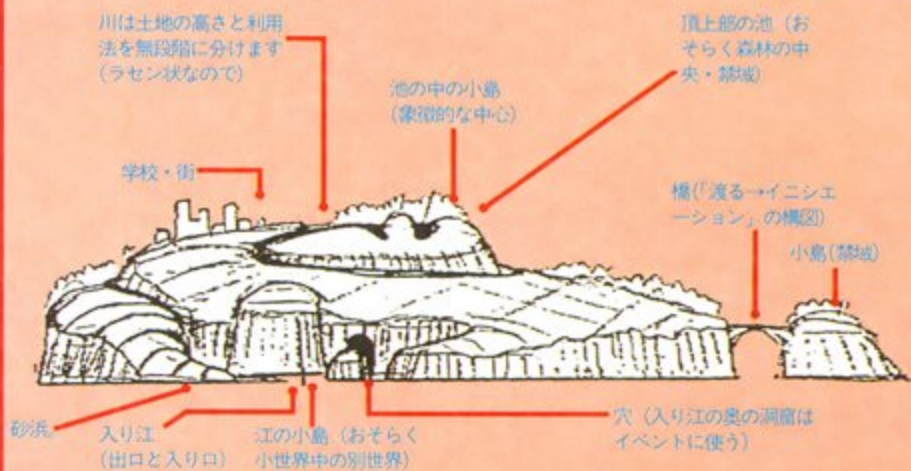 川は土地の高さと利用
法を無段階に分けます
(ラセン状なので)
頂上部の池(お
そらく森林の中
央・禁域)
池の中の小島
(象徴的な中心)
学校・街
橋(「渡る→イニシエ
ーション」の構図)
小島(禁域)
砂浜
入り江
(出口と入り口)
江の小島(おそらく
小世界中の別世界)
穴(入り江の奥の洞窟は
イベントに使う)